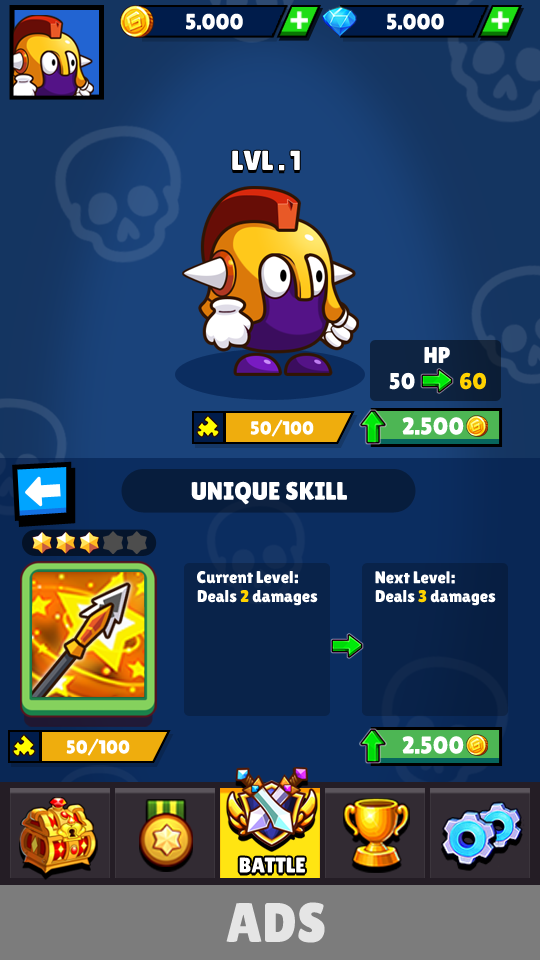 5.000
5.000
LVL.1
HP
50 60
50/100
2.500
UNIQUE SKILL
Current Level:
Deals 2 damages
Next Level:
Deals 3 damages
50/100
2.500
BATTLE
ADS